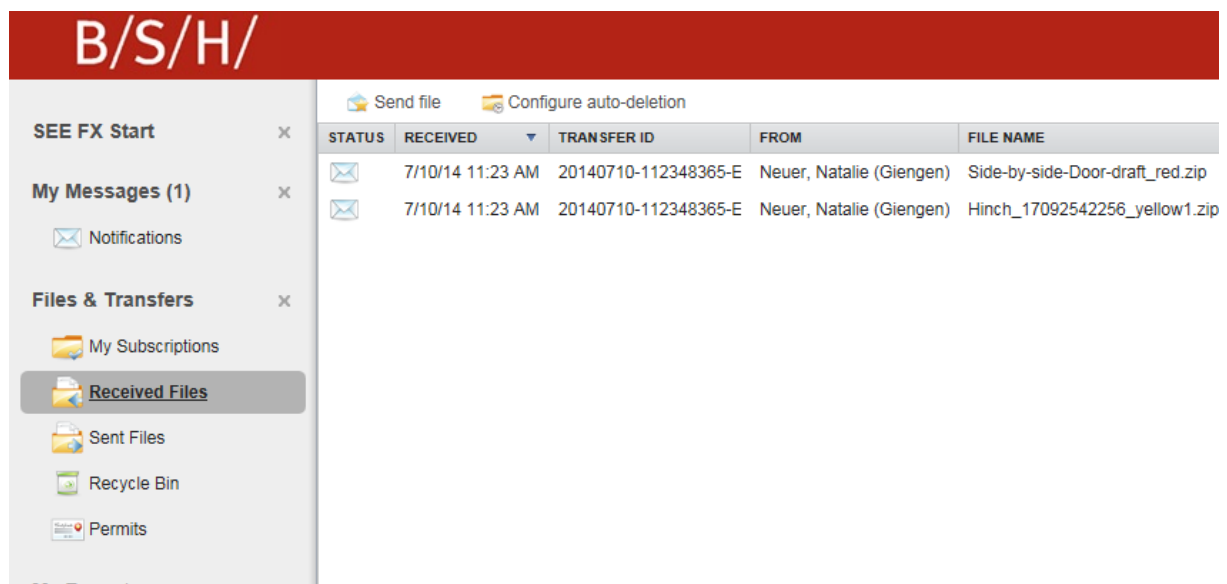 B/S/H/
Send file Configure auto-deletion
SEE FX Start
STATUS RECEIVED TRANSFER ID FROM FILE NAME
7/10/14 11:23 AM 20140710-112348365-E Neuer, Natalie (Giengen) Side-by-side-Door-draft_red.zip
My Messages (1)
7/10/14 11:23 AM 20140710-112348365-E Neuer, Natalie (Giengen) Hinch_17092542256_yellow1.zip
Notifications
Files & Transfers
My Subscriptions
Received Files
Sent Files
Recycle Bin
Permits